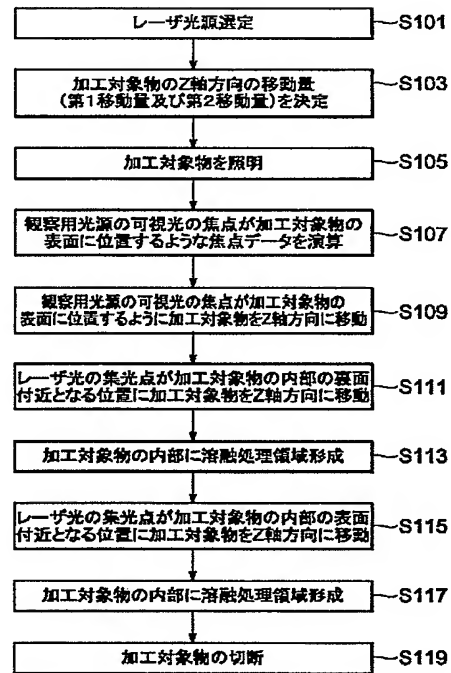 レーザ光源選定
S101
加工対象物のZ軸方向の移動量
(第1移動量及び第2移動量)を決定
S103
加工対象物を照明
S105
観察用光源の可視光の焦点が加工対象物の
表面に位置するような焦点データを演算
S107
観察用光源の可視光の焦点が加工対象物の
表面に位置するように加工対象物をZ軸方向に移動
S109
レーザ光の集光点が加工対象物の内部の裏面
付近となる位置に加工対象物をZ軸方向に移動
S111
加工対象物の内部に溶融処理領域形成
S113
レーザ光の集光点が加工対象物の内部の表面
付近となる位置に加工対象物をZ軸方向に移動
S115
加工対象物の内部に溶融処理領域形成
S117
加工対象物の切断
S119